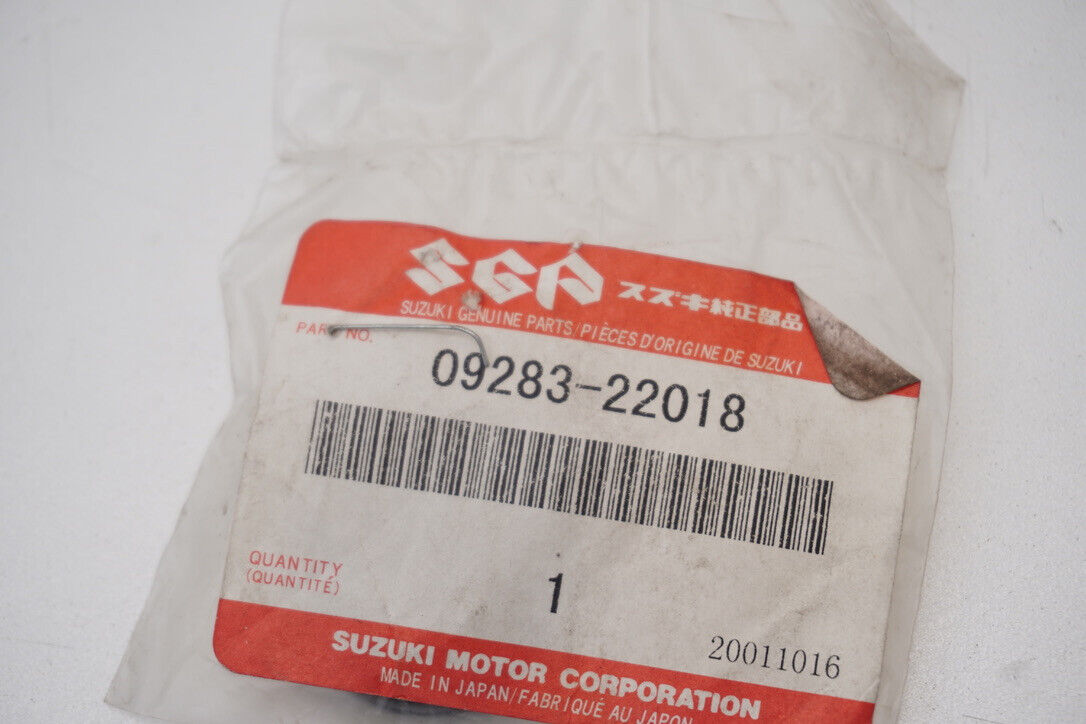 SGP スズキ純正部品
SUZUKI GENUINE PARTS/PIÈCES D'ORIGINE DE SUZUKI
PART NO.
09283-22018
QUANTITY
(QUANTITÉ)
1
20011016
SUZUKI MOTOR CORPORATION
MADE IN JAPAN/FABRIQUÉ AU JAPON